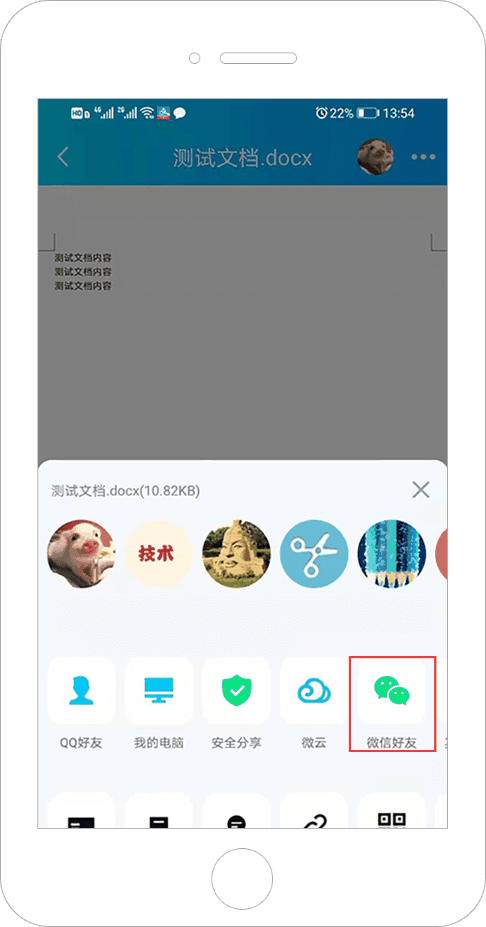 HD 4G 2G 22% 13:54
测试文档.docx
测试文档内容
测试文档内容
测试文档内容
测试文档.docx(10.82KB)
技术
QQ好友 我的电脑 安全分享 微云 微信好友